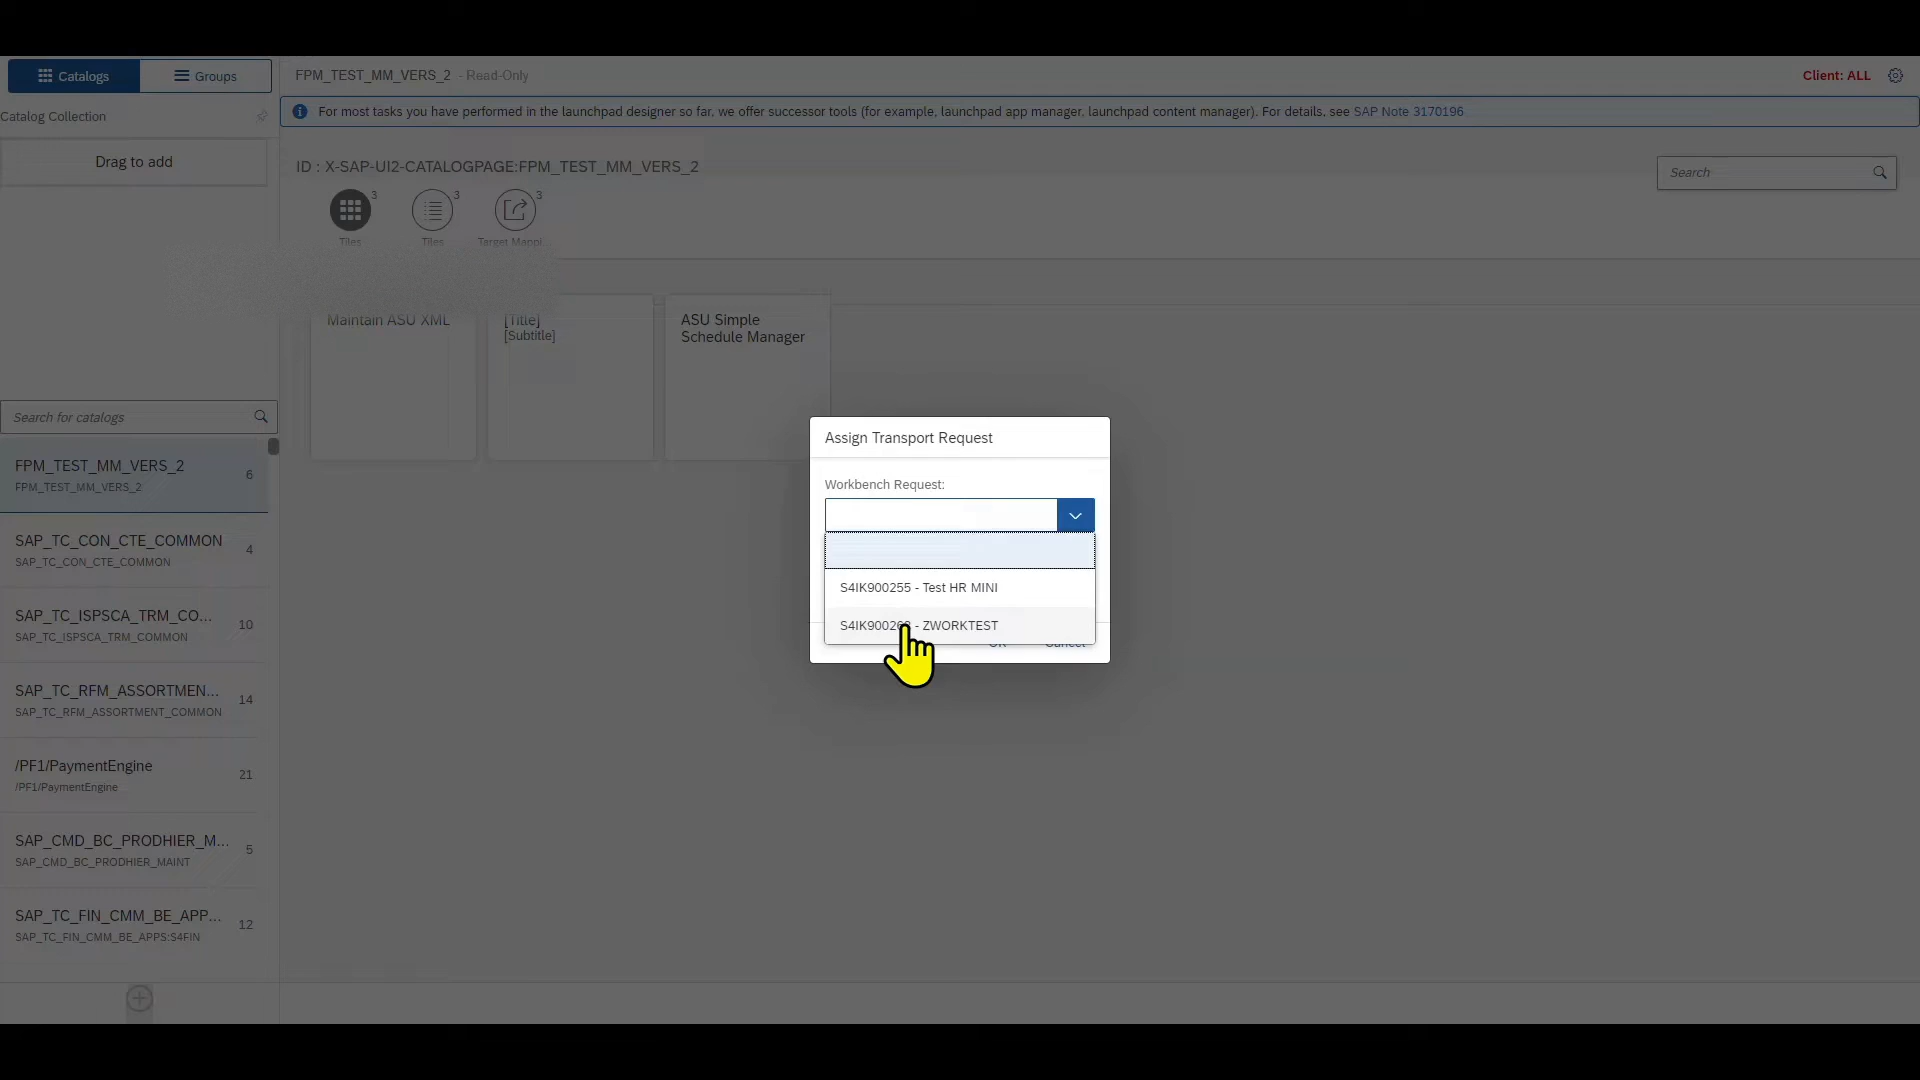 Catalogs
Groups
FPM_TEST_MM_VERS_2 - Read-Only
Client: ALL
Catalog Collection
For most tasks you have performed in the launchpad designer so far, we offer successor tools (for example, launchpad app manager, launchpad content manager). For details, see SAP Note 3170196
Drag to add
ID : X-SAP-UI2-CATALOGPAGE:FPM_TEST_MM_VERS_2
Search
3
3
3
Tiles
Tiles
Target Mappi...
Maintain ASU XML
[Title]
[Subtitle]
ASU Simple
Schedule Manager
Search for catalogs
FPM_TEST_MM_VERS_2
6
FPM_TEST_MM_VERS_2
SAP_TC_CON_CTE_COMMON
4
SAP_TC_CON_CTE_COMMON
SAP_TC_ISPSCA_TRM_CO...
10
SAP_TC_ISPSCA_TRM_COMMON
SAP_TC_RFM_ASSORTMEN...
14
SAP_TC_RFM_ASSORTMENT_COMMON
/PF1/PaymentEngine
21
/PF1/PaymentEngine
SAP_CMD_BC_PRODHIER_M...
5
SAP_CMD_BC_PRODHIER_MAINT
SAP_TC_FIN_CMM_BE_APP...
12
SAP_TC_FIN_CMM_BE_APPS:S4FIN
Assign Transport Request
Workbench Request:
S4IK900255 - Test HR MINI
- ZWORKTEST
OK
Cancel